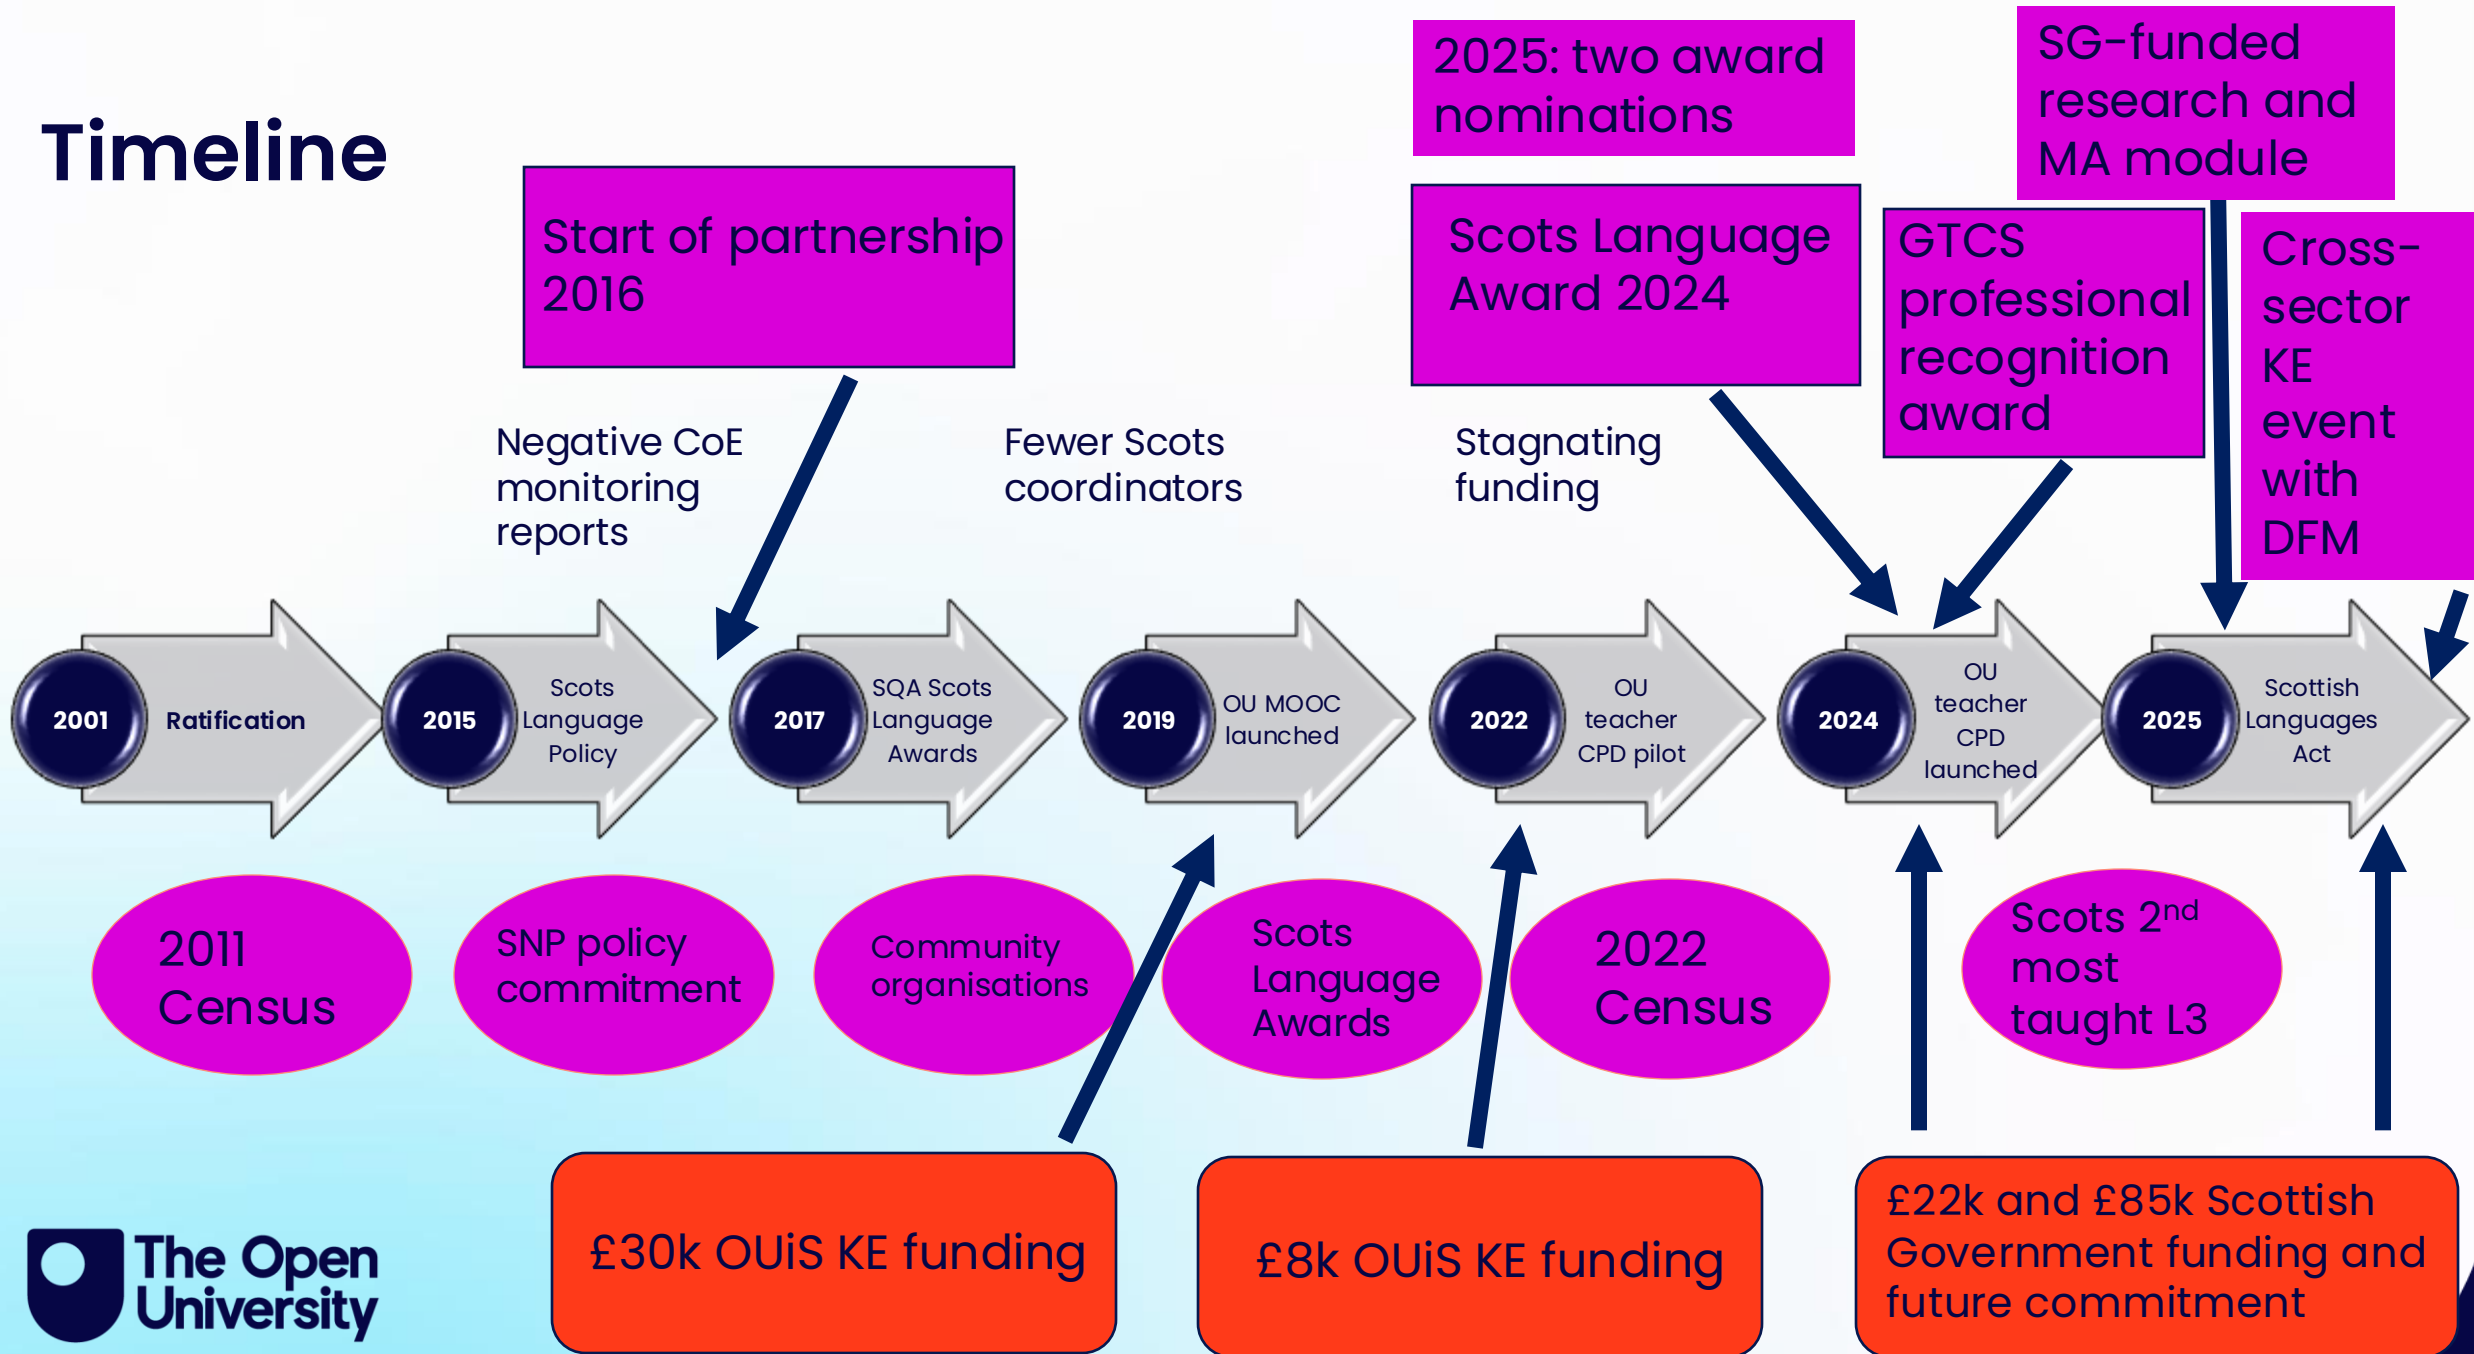 Timeline
Start of partnership
2016
2025: two award
nominations
Scots Language
Award 2024
SG-funded
research and
MA module
GTCS
professional
recognition
award
Cross-
sector
KE
event
with
DFM
Negative CoE
monitoring
reports
Fewer Scots
coordinators
Stagnating
funding
2001
Ratification
2015
Scots
Language
Policy
2017
SQA Scots
Language
Awards
2019
OU MOOC
launched
2022
OU
teacher
CPD pilot
2024
OU
teacher
CPD
launched
2025
Scottish
Languages
Act
2011
Census
SNP policy
commitment
Community
organisations
Scots
Language
Awards
2022
Census
Scots 2nd
most
taught L3
£30k OUiS KE funding
£8k OUiS KE funding
£22k and £85k Scottish
Government funding and
future commitment
The Open
University